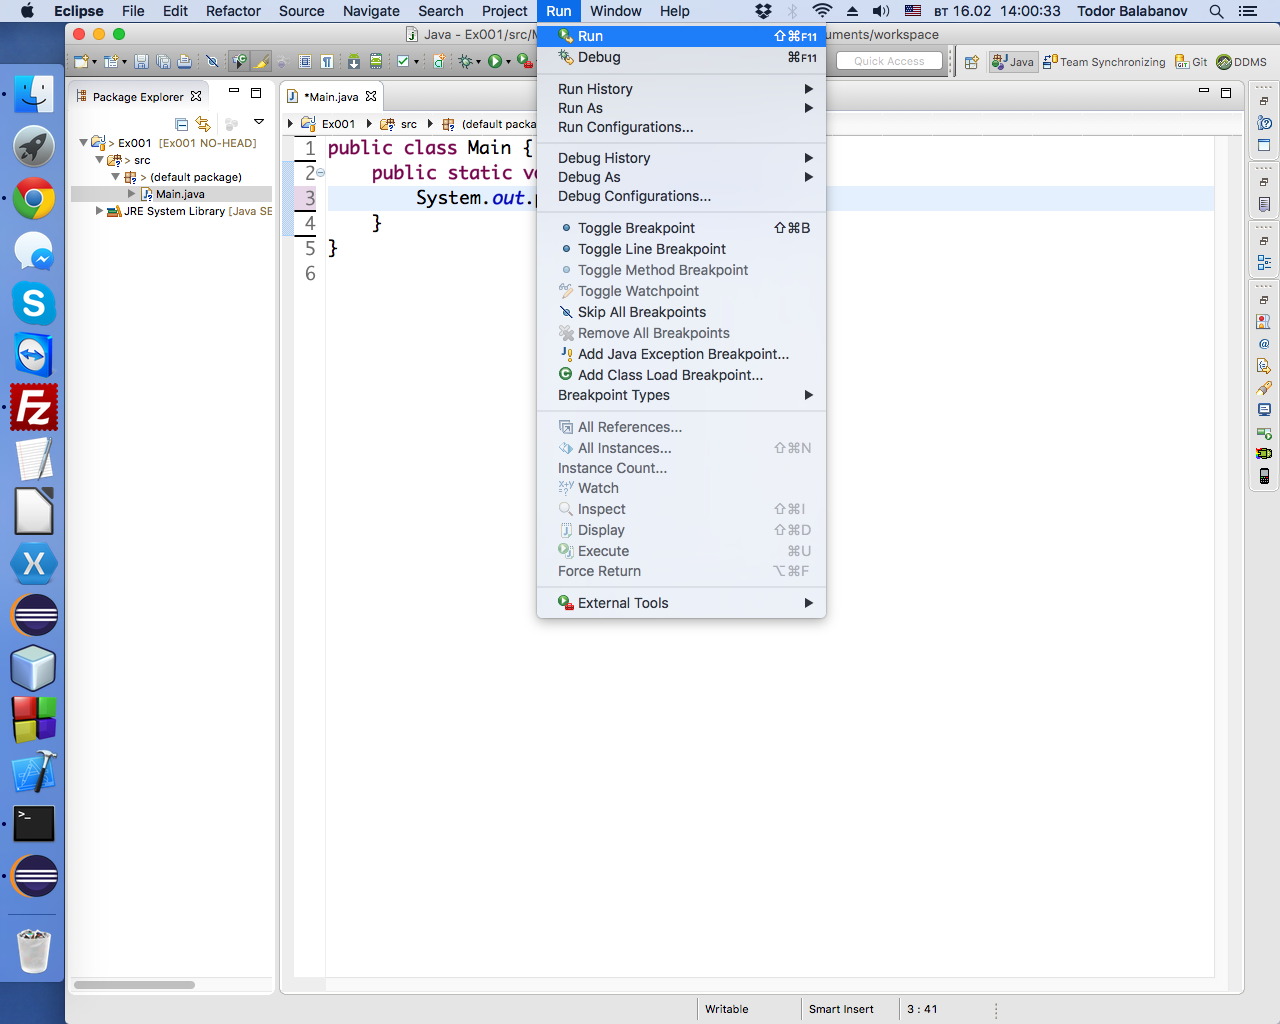 Eclipse File Edit Refactor Source Navigate Search Project Run Window Help вт 16.02 14:00:33 Todor Balabanov
Java - Ex001/src/ uments/workspace
Quick Access Java Team Synchronizing Git DDMS
Package Explorer
*Main.java
Ex001 src (default packa
> Ex001 [Ex001 NO-HEAD]
> src
> (default package)
Main.java
JRE System Library [Java SE
1 public class Main {
2 public static vo
3 System.out.p
4 }
5 }
6
Run ⇧⌘F11
Debug ⌘F11
Run History
Run As
Run Configurations...
Debug History
Debug As
Debug Configurations...
Toggle Breakpoint ⇧⌘B
Toggle Line Breakpoint
Toggle Method Breakpoint
Toggle Watchpoint
Skip All Breakpoints
Remove All Breakpoints
Add Java Exception Breakpoint...
Add Class Load Breakpoint...
Breakpoint Types
All References...
All Instances... ⇧⌘N
Instance Count...
Watch
Inspect ⇧⌘I
Display ⇧⌘D
Execute ⌘U
Force Return ⌥⌘F
External Tools
Writable Smart Insert 3 : 41